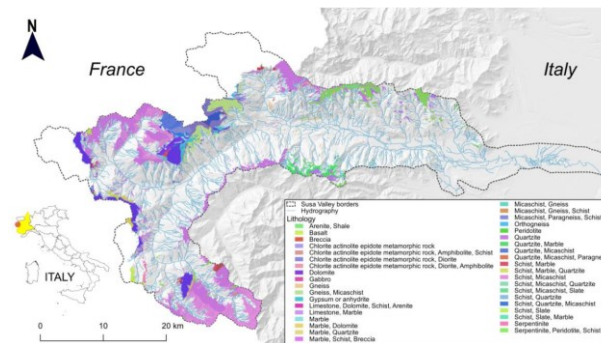 N
France
Italy
ITALY
0 10 20 km
Susa Valley borders
Hydrography
Lithology
Arenite, Shale
Basalt
Breccia
Chlorite actinolite epidote metamorphic rock
Chlorite actinolite epidote metamorphic rock, Amphibolite, Schist
Chlorite actinolite epidote metamorphic rock, Diorite
Chlorite actinolite epidote metamorphic rock, Diorite, Amphibolite
Dolomite
Gabbro
Gneiss
Gneiss, Micaschist
Gypsum or anhydrite
Limestone, Dolomite, Schist, Arenite
Limestone, Marble
Marble
Marble, Dolomite
Marble, Quartzite
Marble, Schist, Breccia
Micaschist, Gneiss
Micaschist, Gneiss, Schist
Micaschist, Paragneiss, Schist
Orthogneiss
Peridotite
Quartzite
Quartzite, Marble
Quartzite, Micaschist
Quartzite, Micaschist, Paragne
Schist, Marble
Schist, Marble, Quartzite
Schist, Micaschist
Schist, Micaschist, Quartzite
Schist, Micaschist, Slate
Schist, Quartzite
Schist, Quartzite, Micaschist
Schist, Slate
Schist, Slate, Marble
Serpentinite
Serpentinite, Peridotite, Schist